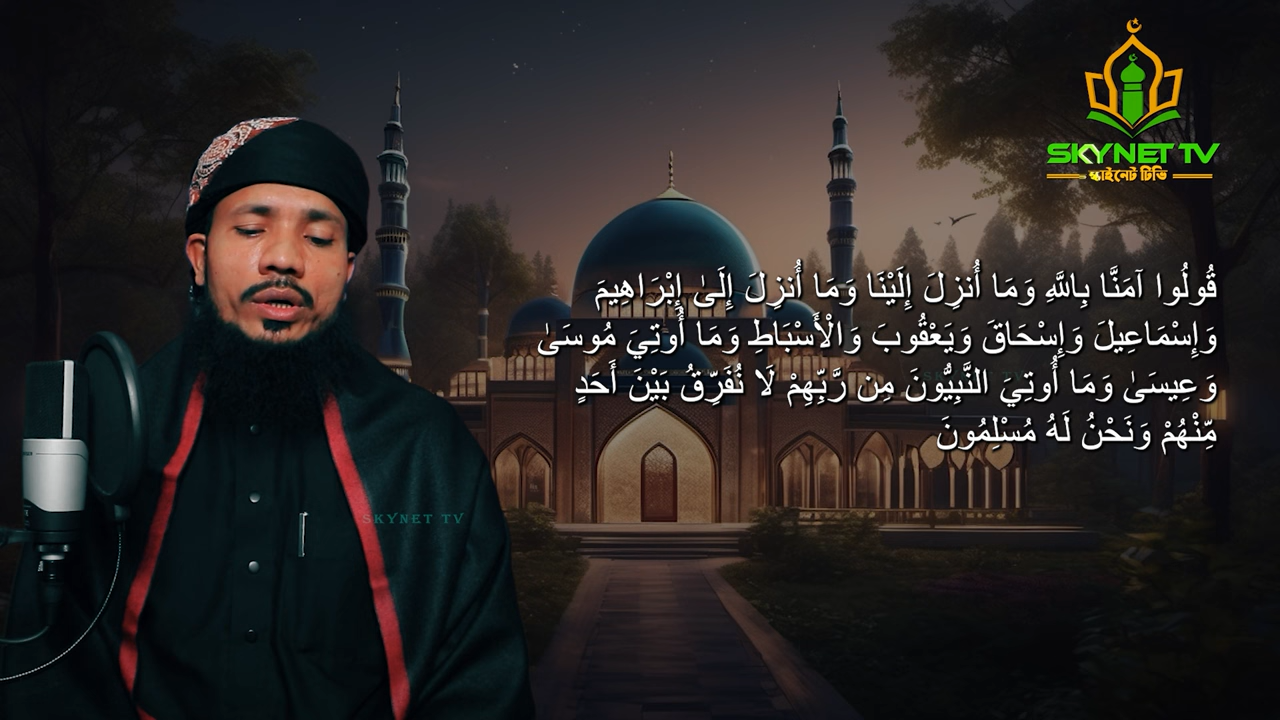 SKYNET TV
স্কাইনেট টিভি
قُولُوا آمَنَّا بِاللَّهِ وَمَا أُنزِلَ إِلَيْنَا وَمَا أُنزِلَ إِلَىٰ إِبْرَاهِيمَ
وَإِسْمَاعِيلَ وَإِسْحَاقَ وَيَعْقُوبَ وَالْأَسْبَاطِ وَمَا أُوتِيَ مُوسَىٰ
وَعِيسَىٰ وَمَا أُوتِيَ النَّبِيُّونَ مِن رَّبِّهِمْ لَا نُفَرِّقُ بَيْنَ أَحَدٍ
مِّنْهُمْ وَنَحْنُ لَهُ مُسْلِمُونَ
SKYNET TV